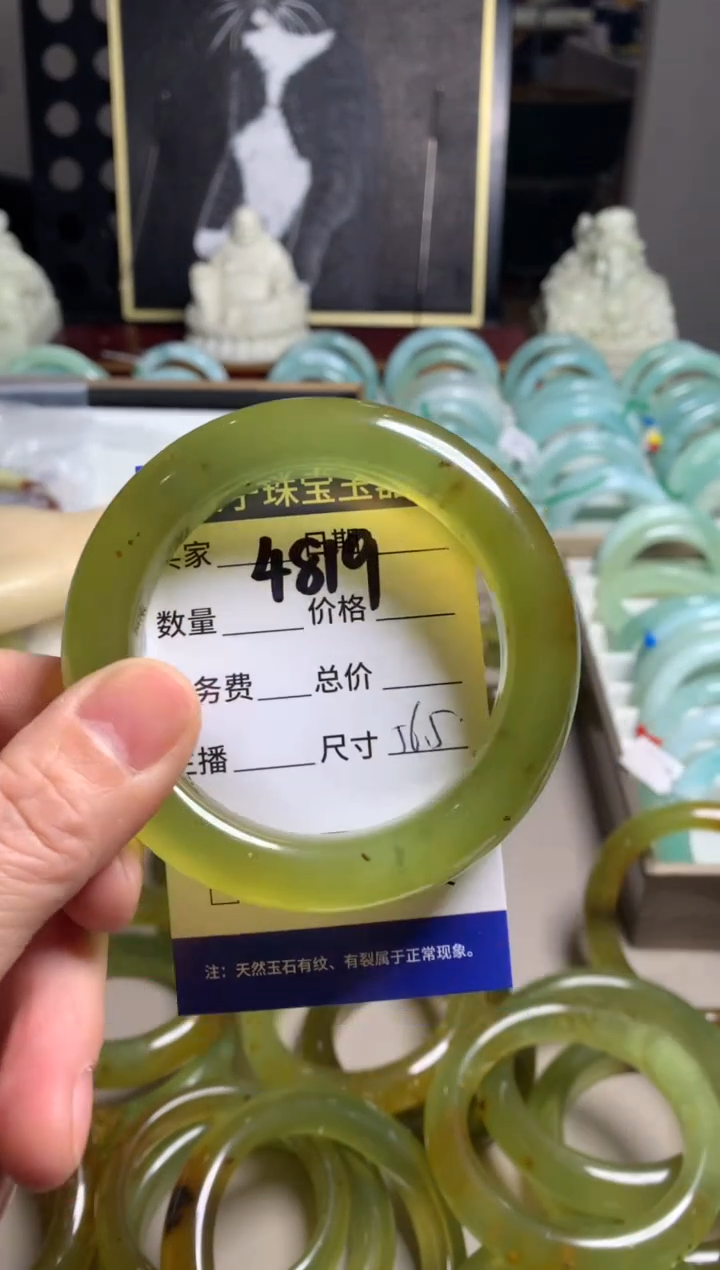 珠宝玉器
家 日期
4819
数量 价格
务费 总价
播 尺寸 56.5
注：天然玉石有纹、有裂属于正常现象。